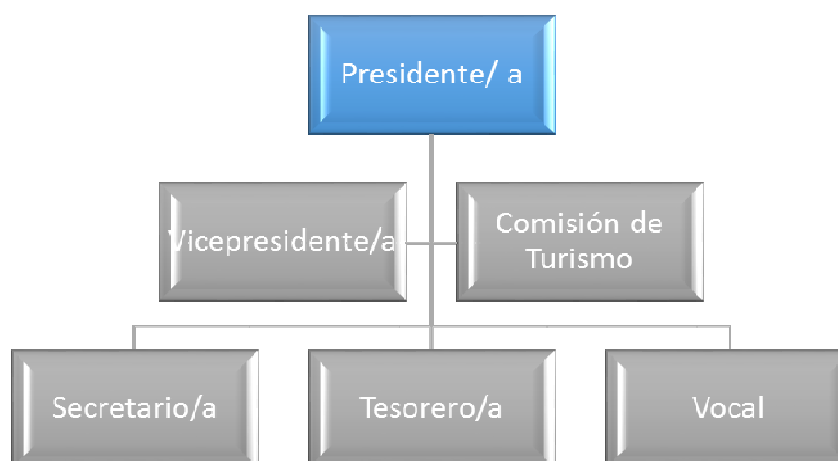 Presidente/ a
Vicepresidente/a
Comisión de
Turismo
Secretario/a
Tesorero/a
Vocal